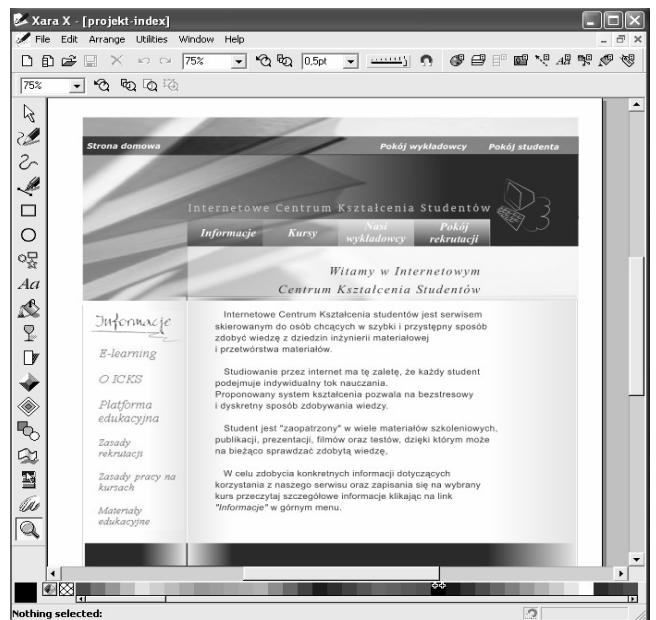 Xara X - [projekt-index]
File Edit Arrange Utilities Window Help
75% 0,5pt
75%
Strona domowa Pokój wykładowcy Pokój studenta
Internetowe Centrum Kształcenia Studentów
Informacje Kursy Nasi wykładowcy Pokój rekrutacji
Witamy w Internetowym
Centrum Kształcenia Studentów
Informacje
E-learning
O ICKS
Platforma
edukacyjna
Zasady
rekrutacji
Zasady pracy na
kursach
Materiały
edukacyjne
Internetowe Centrum Kształcenia studentów jest serwisem
skierowanym do osób chcących w szybki i przystępny sposób
zdobyć wiedzę z dziedzin inżynierii materiałowej
i przetwórstwa materiałów.
Studiowanie przez internet ma tę zaletę, że każdy student
podejmuje indywidualny tok nauczania.
Proponowany system kształcenia pozwala na bezstresowy
i dyskretny sposób zdobywania wiedzy.
Student jest "zaopatrzony" w wiele materiałów szkoleniowych,
publikacji, prezentacji, filmów oraz testów, dzięki którym może
na bieżąco sprawdzać zdobytą wiedzę,
W celu zdobycia konkretnych informacji dotyczących
korzystania z naszego serwisu oraz zapisania się na wybrany
kurs przeczytaj szczegółowe informacje klikając na link
"Informacje" w górnym menu.
Nothing selected: